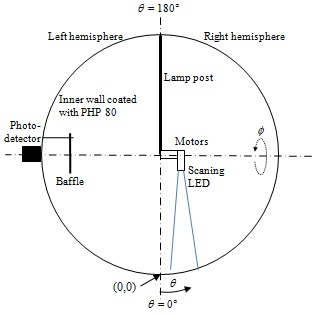 θ = 180°
Left hemisphere
Right hemisphere
Lamp post
Inner wall coated
with PHP 80
Photo-
detector
Motors
ϕ
Baffle
Scaning
LED
(0,0)
θ
θ = 0°